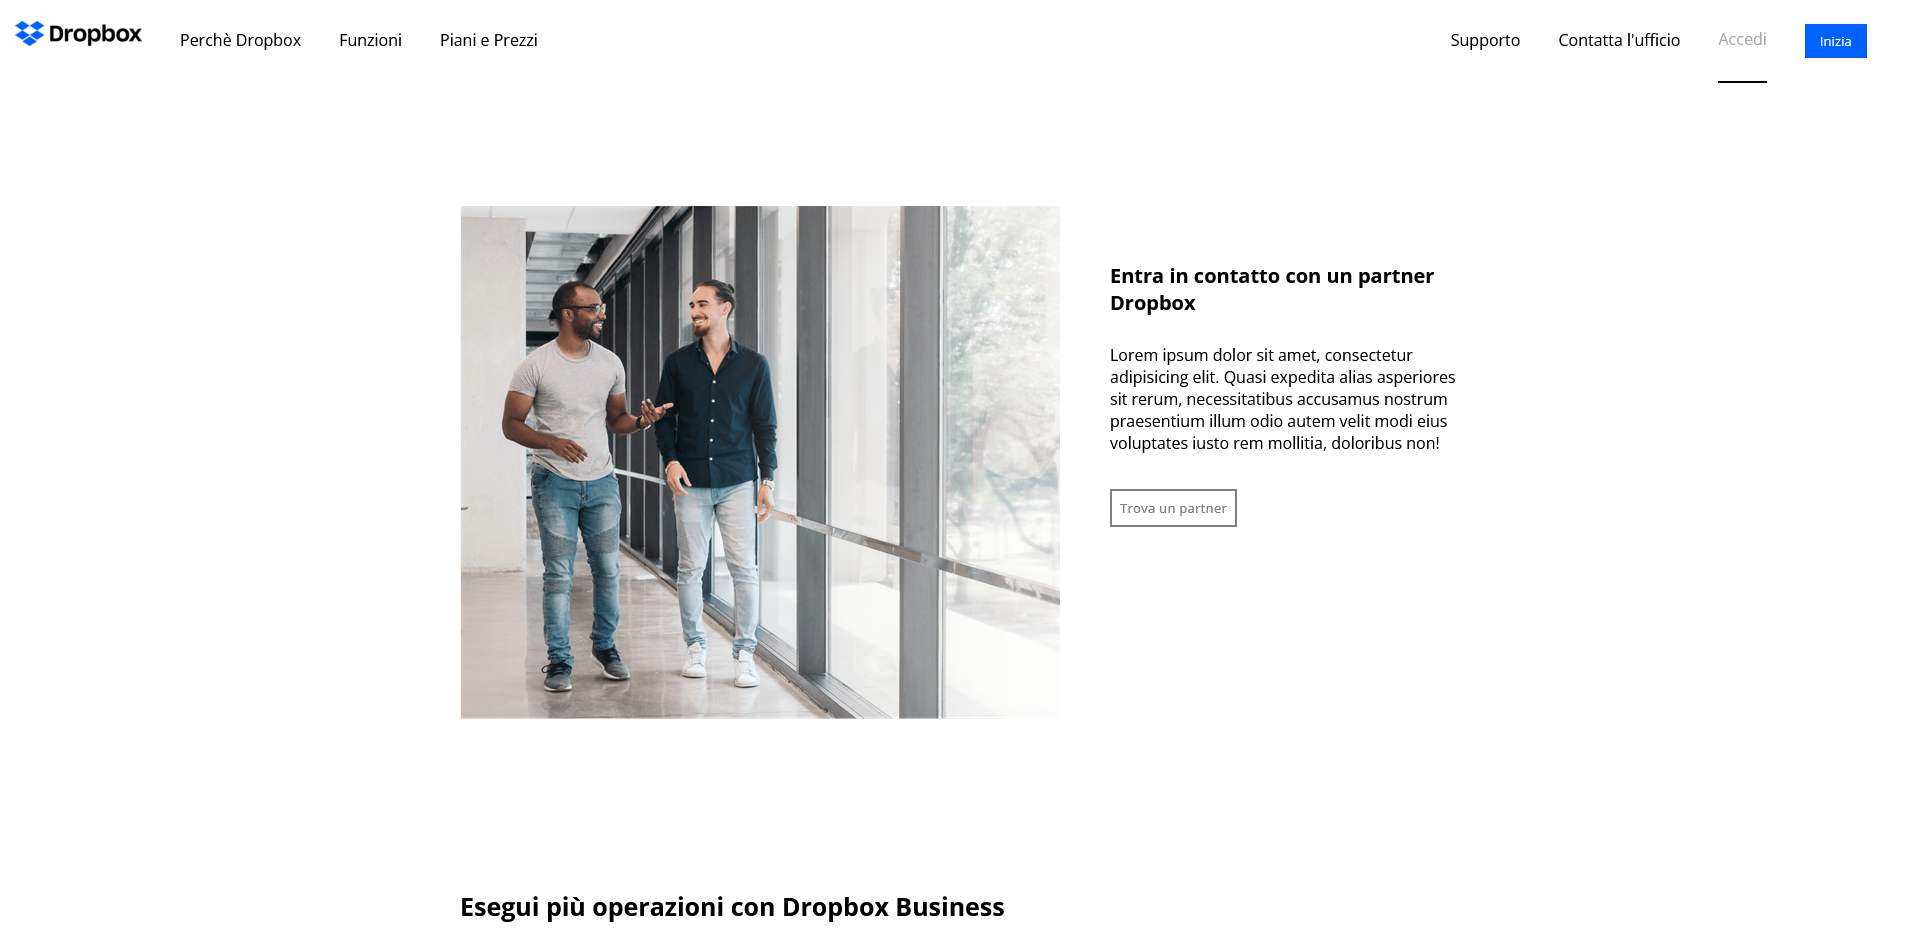 Dropbox
Perchè Dropbox
Funzioni
Piani e Prezzi
Supporto
Contatta l'ufficio
Accedi
Inizia
Entra in contatto con un partner
Dropbox
Lorem ipsum dolor sit amet, consectetur
adipisicing elit. Quasi expedita alias asperiores
sit rerum, necessitatibus accusamus nostrum
praesentium illum odio autem velit modi eius
voluptates iusto rem mollitia, doloribus non!
Trova un partner
Esegui più operazioni con Dropbox Business